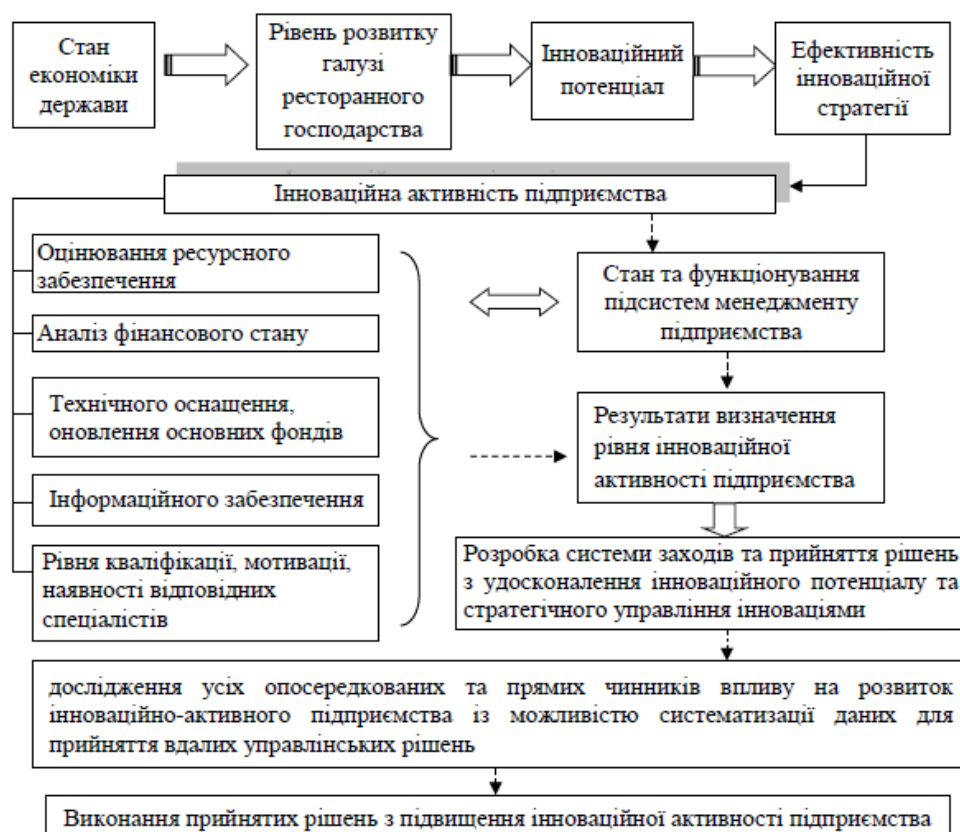 Стан
економіки
держави
Рівень розвитку
галузі
ресторанного
господарства
Інноваційний
потенціал
Ефективність
інноваційної
стратегії
Інноваційна активність підприємства
Оцінювання ресурсного
забезпечення
Аналіз фінансового стану
Технічного оснащення,
оновлення основних фондів
Інформаційного забезпечення
Рівня кваліфікації, мотивації,
наявності відповідних
спеціалістів
Стан та функціонування
підсистем менеджменту
підприємства
Результати визначення
рівня інноваційної
активності підприємства
Розробка системи заходів та прийняття рішень
з удосконалення інноваційного потенціалу та
стратегічного управління інноваціями
дослідження усіх опосередкованих та прямих чинників впливу на розвиток
інноваційно-активного підприємства із можливістю систематизації даних для
прийняття вдалих управлінських рішень
Виконання прийнятих рішень з підвищення інноваційної активності підприємства